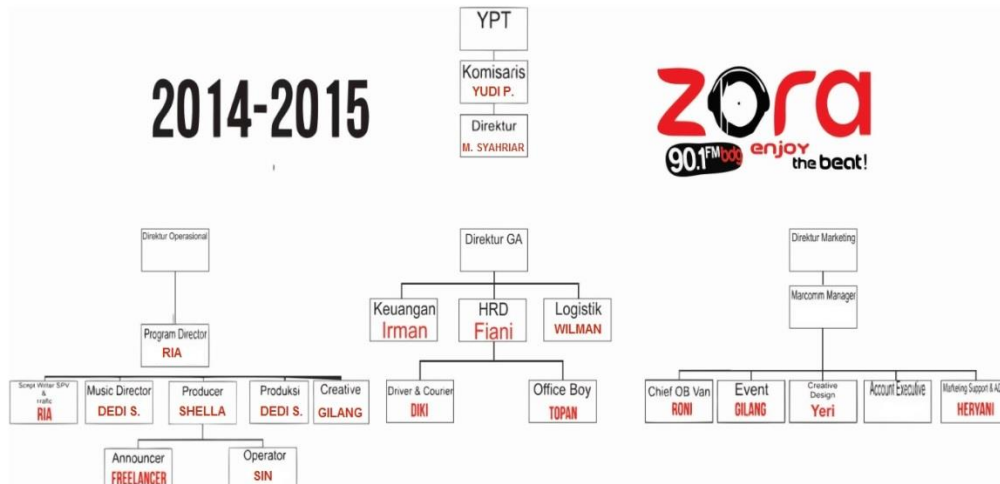 YPT
Komisaris
YUDI P.
Direktur
M. SYAHRIAR
2014-2015
zora
90.1FM bdg
enjoy
the beat!
Direktur Operasional
Direktur GA
Direktur Marketing
Marcomm Manager
Program Director
RIA
Keuangan
Irman
HRD
Fiani
Logistik
WILMAN
Script Writer SPV
&
Trafic
RIA
Music Director
DEDI S.
Producer
SHELLA
Produksi
DEDI S.
Creative
GILANG
Driver & Courier
DIKI
Office Boy
TOPAN
Chief OB Van
RONI
Event
GILANG
Creative
Design
Yeri
Account Executive
Marketing Support &
HERYANI
Announcer
FREELANCER
Operator
SIN